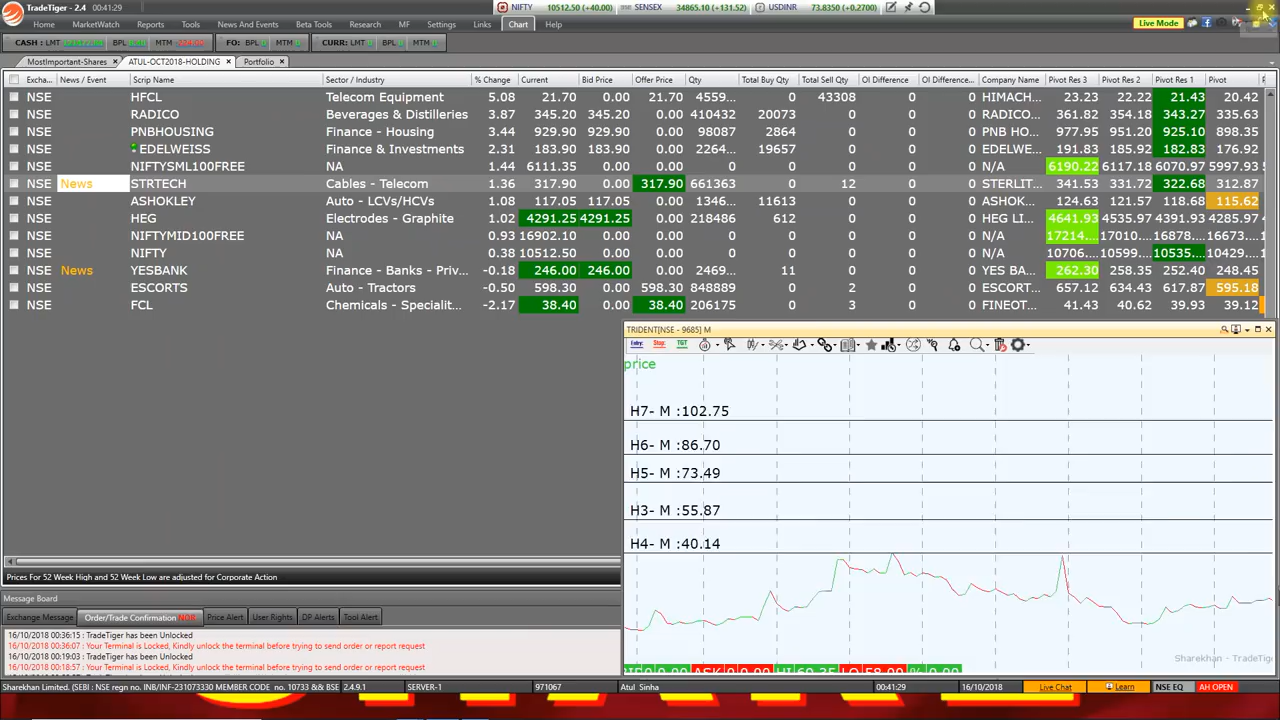 TradeTiger - 2.4
00:41:29
NIFTY 10512.50 (+40.00) SENSEX 34865.10 (+131.52) USDINR 73.8350 (+0.2700)
Home MarketWatch Reports Tools News And Events Beta Tools Research MF Settings Links Chart Help Live Mode
CASH : LMT BPL MTM FO: BPL MTM CURR: LMT BPL MTM
MostImportant-Shares ATUL-OCT2018-HOLDING Portfolio
Excha... News / Event Scrip Name Sector / Industry % Change Current Bid Price Offer Price Qty Total Buy Qty Total Sell Qty OI Difference OI Difference... Company Name Pivot Res 3 Pivot Res 2 Pivot Res 1 Pivot
NSE HFCL Telecom Equipment 5.08 21.70 0.00 21.70 4559... 0 43308 0 0 HIMACH... 23.23 22.22 21.43 20.42
NSE RADICO Beverages & Distilleries 3.87 345.20 345.20 0.00 410432 20073 0 0 0 RADICO... 361.82 354.18 343.27 335.63
NSE PNBHOUSING Finance - Housing 3.44 929.90 929.90 0.00 98087 2864 0 0 0 PNB HO... 977.95 951.20 925.10 898.35
NSE EDELWEISS Finance & Investments 2.31 183.90 183.90 0.00 2264... 19657 0 0 0 EDELWE... 191.83 185.92 182.83 176.92
NSE NIFTYSML100FREE NA 1.44 6111.35 0.00 0.00 0 0 0 0 0 N/A 6190.22 6117.18 6070.97 5997.93
NSE News STRTECH Cables - Telecom 1.36 317.90 0.00 317.90 661363 0 12 0 0 STERLIT... 341.53 331.72 322.68 312.87
NSE ASHOKLEY Auto - LCVs/HCVs 1.08 117.05 117.05 0.00 1316... 11613 0 0 0 ASHOK... 124.63 121.57 118.68 115.62
NSE HEG Electrodes - Graphite 1.02 4291.25 4291.25 0.00 218486 612 0 0 0 HEG LI... 4641.93 4535.97 4391.93 4285.97
NSE NIFTYMID100FREE NA 0.93 16902.10 0.00 0.00 0 0 0 0 0 N/A 17214.... 17010.... 16878.... 16673....
NSE NIFTY NA 0.38 10512.50 0.00 0.00 0 0 0 0 0 N/A 10706.... 10599.... 10535.... 10429....
NSE News YESBANK Finance - Banks - Priv... -0.18 246.00 246.00 0.00 2469... 11 0 0 0 YES BA... 262.30 258.35 252.40 248.45
NSE ESCORTS Auto - Tractors -0.50 598.30 0.00 598.30 848889 0 2 0 0 ESCORT... 657.12 634.43 617.87 595.18
NSE FCL Chemicals - Specialit... -2.17 38.40 0.00 38.40 206175 0 3 0 0 FINEOT... 41.43 40.62 39.93 39.12
TRIDENT[NSE - 9685] M
Entry: Stop: TGT
price
H7- M :102.75
H6- M :86.70
H5- M :73.49
H3- M :55.87
H4- M :40.14
Prices For 52 Week High and 52 Week Low are adjusted for Corporate Action
Message Board
Exchange Message Order/Trade Confirmation Price Alert User Rights DP Alerts Tool Alert
16/10/2018 00:36:15 : TradeTiger has been Unlocked
16/10/2018 00:36:07 : Your Terminal is Locked, Kindly unlock the terminal before trying to send order or report request
16/10/2018 00:19:03 : TradeTiger has been Unlocked
16/10/2018 00:18:57 : Your Terminal is Locked, Kindly unlock the terminal before trying to send order or report request
Sharekhan - TradeTig
Sharekhan Limited. (SEBI : NSE regn no. INB/INF-231073330 MEMBER CODE no. 10733 && BSE 2.4.9.1 SERVER-1 971067 Atul Sinha 00:41:29 16/10/2018 Live Chat Learn NSE EQ AH OPEN